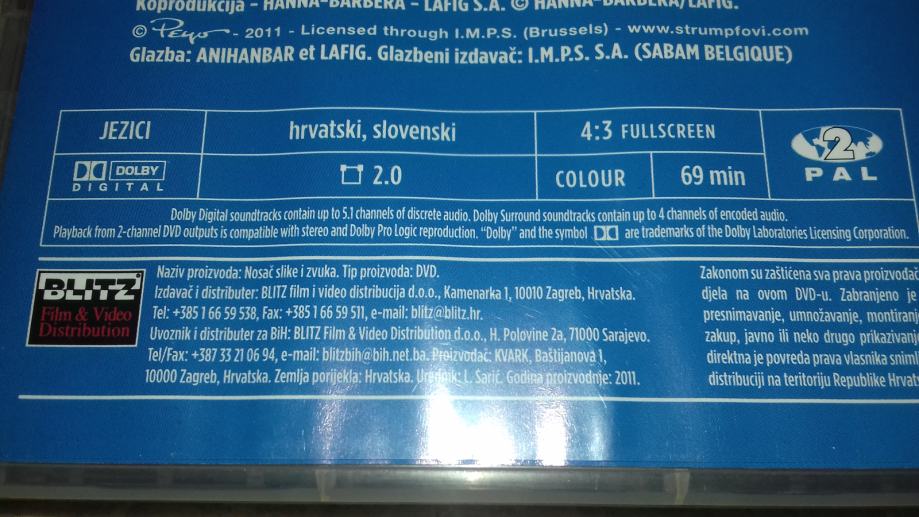 Koprodukcija - HANNA-BARBERA - LAFIG S.A. © HANNA-BARBERA/LAFIG.
© Peyo - 2011 - Licensed through I.M.P.S. (Brussels) - www.strumpfovi.com
Glazba: ANIHANBAR et LAFIG. Glazbeni izdavač: I.M.P.S. S.A. (SABAM BELGIQUE)
JEZICI hrvatski, slovenski 4:3 FULLSCREEN 2 PAL
DOLBY DIGITAL 2.0 COLOUR 69 min
Dolby Digital soundtracks contain up to 5.1 channels of discrete audio. Dolby Surround soundtracks contain up to 4 channels of encoded audio.
Playback from 2-channel DVD outputs is compatible with stereo and Dolby Pro Logic reproduction. "Dolby" and the symbol are trademarks of the Dolby Laboratories Licensing Corporation.
BLITZ
Film & Video
Distribution
Naziv proizvoda: Nosač slike i zvuka. Tip proizvoda: DVD.
Izdavač i distributer: BLITZ film i video distribucija d.o.o., Kamenarka 1, 10010 Zagreb, Hrvatska.
Tel: +385 1 66 59 538, Fax: +385 1 66 59 511, e-mail: blitz@blitz.hr.
Uvoznik i distributer za BiH: BLITZ Film & Video Distribution d.o.o., H. Polovine 2a, 71000 Sarajevo.
Tel/Fax: +387 33 21 06 94, e-mail: blitzbih@bih.net.ba. Proizvođač: KVARK, Baštijanova 1,
10000 Zagreb, Hrvatska. Zemlja porijekla: Hrvatska. Urednik: L. Sarić. Godina proizvodnje: 2011.
Zakonom su zaštićena sva prava proizvođač
djela na ovom DVD-u. Zabranjeno je
presnimavanje, umnožavanje, montiranj
zakup, javno ili neko drugo prikazivanje
direktna je povreda prava vlasnika sniml
distribuciji na teritoriju Republike Hrvats